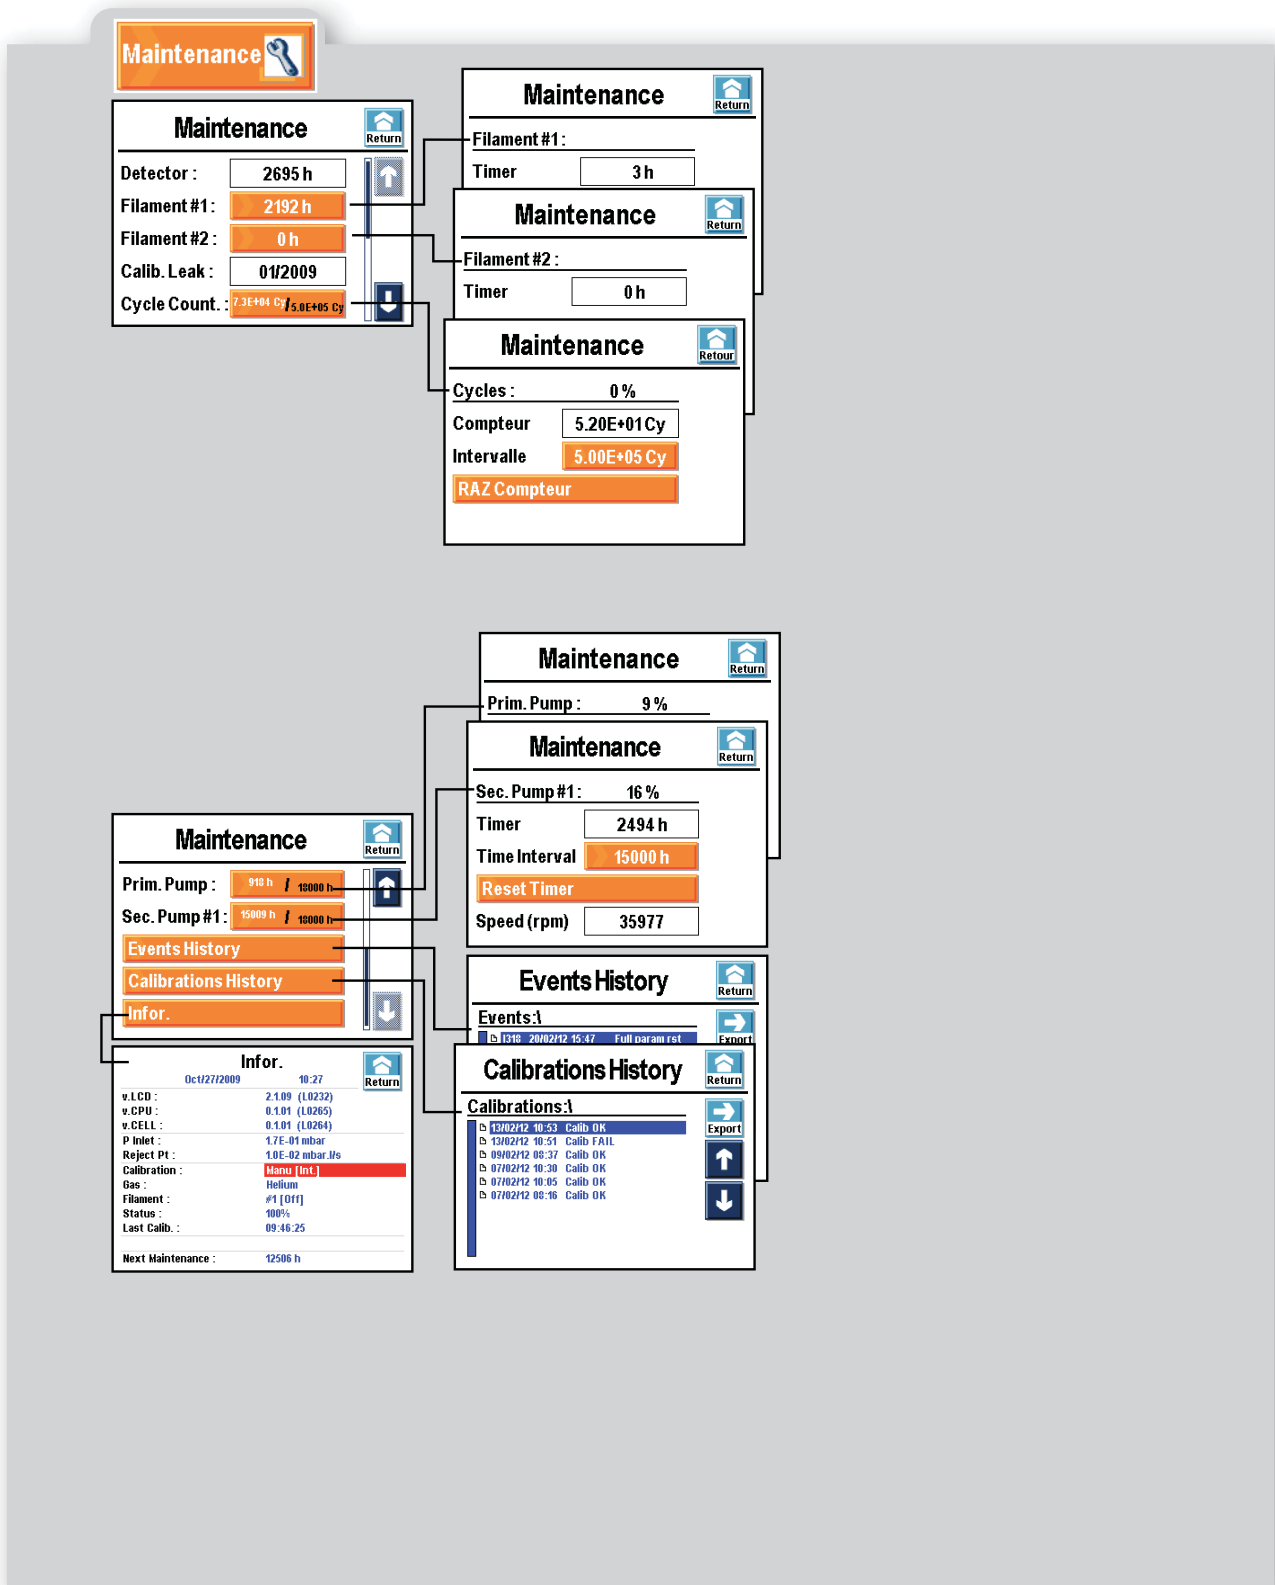 Maintenance
Maintenance
Return
Detector : 2695 h
Filament #1 : 2192 h
Filament #2 : 0 h
Calib. Leak : 01/2009
Cycle Count. : 7.3E+04 Cy / 5.0E+05 Cy
Maintenance
Return
Filament #1 :
Timer 3 h
Maintenance
Return
Filament #2 :
Timer 0 h
Maintenance
Retour
Cycles : 0 %
Compteur 5.20E+01 Cy
Intervalle 5.00E+05 Cy
RAZ Compteur
Maintenance
Return
Prim. Pump : 9 %
Maintenance
Return
Sec. Pump #1 : 16 %
Timer 2494 h
Time Interval 15000 h
Reset Timer
Speed (rpm) 35977
Maintenance
Return
Prim. Pump : 918 h / 18000 h
Sec. Pump #1 : 15009 h / 18000 h
Events History
Calibrations History
Infor.
Events History
Return
Events:\
Export
I318 20/02/12 15:47 Full param rst
Calibrations History
Return
Calibrations:\
Export
13/02/12 10:53 Calib OK
13/02/12 10:51 Calib FAIL
09/02/12 08:37 Calib OK
07/02/12 10:30 Calib OK
07/02/12 10:05 Calib OK
07/02/12 08:16 Calib OK
Infor.
Return
Oct/27/2009 10:27
v.LCD : 2.1.09 (L0232)
v.CPU : 0.1.01 (L0265)
v.CELL : 0.1.01 (L0264)
P Inlet : 1.7E-01 mbar
Reject Pt : 1.0E-02 mbar.l/s
Calibration : Manu [Int.]
Gas : Helium
Filament : #1 [Off]
Status : 100%
Last Calib. : 09:46:25
Next Maintenance : 12506 h